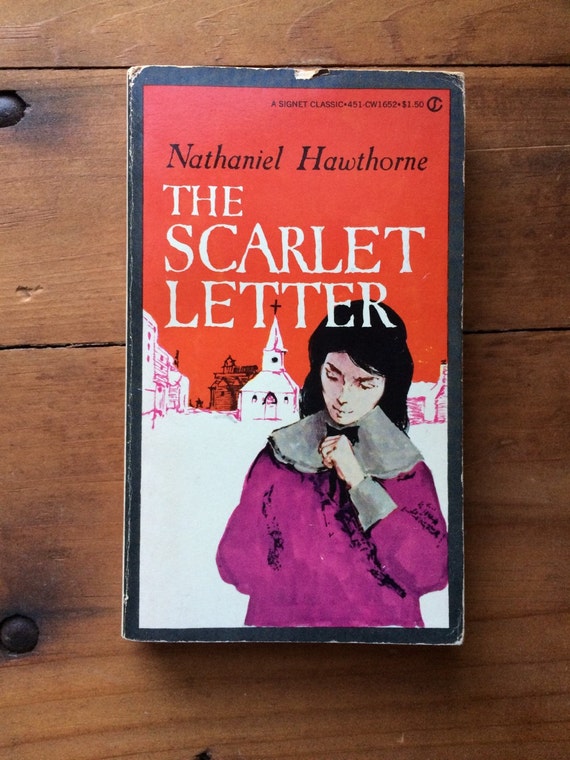 A SIGNET CLASSIC•451-CW1652•$1.50
Nathaniel Hawthorne
THE
SCARLET
LETTER